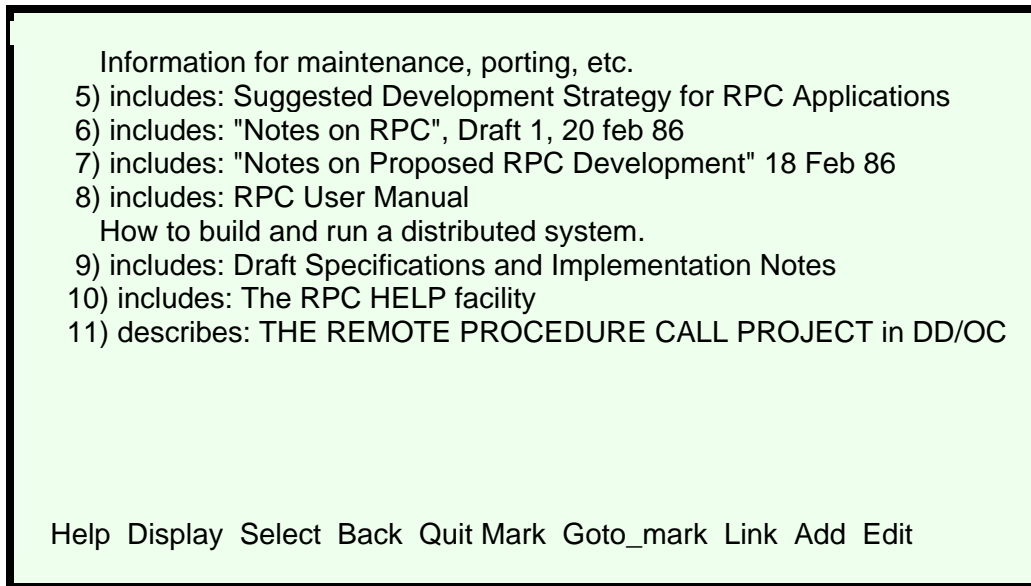 Information for maintenance, porting, etc.
5) includes: Suggested Development Strategy for RPC Applications
6) includes: "Notes on RPC", Draft 1, 20 feb 86
7) includes: "Notes on Proposed RPC Development" 18 Feb 86
8) includes: RPC User Manual
How to build and run a distributed system.
9) includes: Draft Specifications and Implementation Notes
10) includes: The RPC HELP facility
11) describes: THE REMOTE PROCEDURE CALL PROJECT in DD/OC
Help Display Select Back Quit Mark Goto_mark Link Add Edit